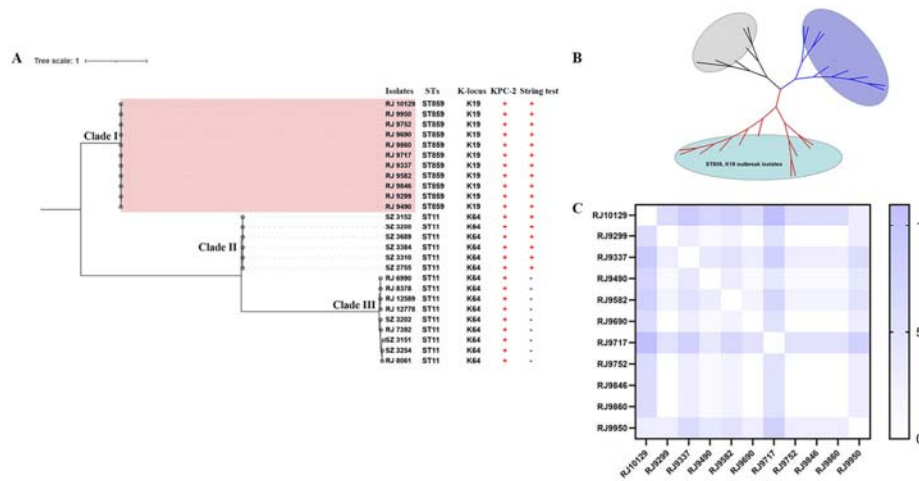 A
Tree scale: 1
Isolates STs K-locus KPC-2 String test
RJ 10129 ST859 K19 + +
RJ 9950 ST859 K19 + +
RJ 9752 ST859 K19 + +
RJ 9690 ST859 K19 + +
RJ 9860 ST859 K19 + +
RJ 9717 ST859 K19 + +
RJ 9337 ST859 K19 + +
RJ 9582 ST859 K19 + +
RJ 9846 ST859 K19 + +
RJ 9299 ST859 K19 + +
RJ 9490 ST859 K19 + +
SZ 3152 ST11 K64 + +
SZ 3200 ST11 K64 + +
SZ 3689 ST11 K64 + +
SZ 3384 ST11 K64 + +
SZ 3310 ST11 K64 + +
SZ 2755 ST11 K64 + +
RJ 6990 ST11 K64 + -
RJ 8378 ST11 K64 + -
RJ 12589 ST11 K64 + -
RJ 12778 ST11 K64 + -
SZ 3202 ST11 K64 + -
RJ 7392 ST11 K64 + -
SZ 3151 ST11 K64 + -
SZ 3254 ST11 K64 + -
RJ 8061 ST11 K64 + -
Clade I
Clade II
Clade III
B
ST859, K19 outbreak isolates
C
RJ10129
RJ9299
RJ9337
RJ9490
RJ9582
RJ9690
RJ9717
RJ9752
RJ9846
RJ9860
RJ9950
RJ10129 RJ9299 RJ9337 RJ9490 RJ9582 RJ9690 RJ9717 RJ9752 RJ9846 RJ9860 RJ9950